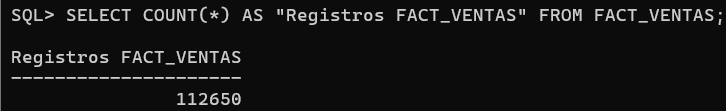 SQL> SELECT COUNT(*) AS "Registros FACT_VENTAS" FROM FACT_VENTAS;
Registros FACT_VENTAS
---------------------
112650